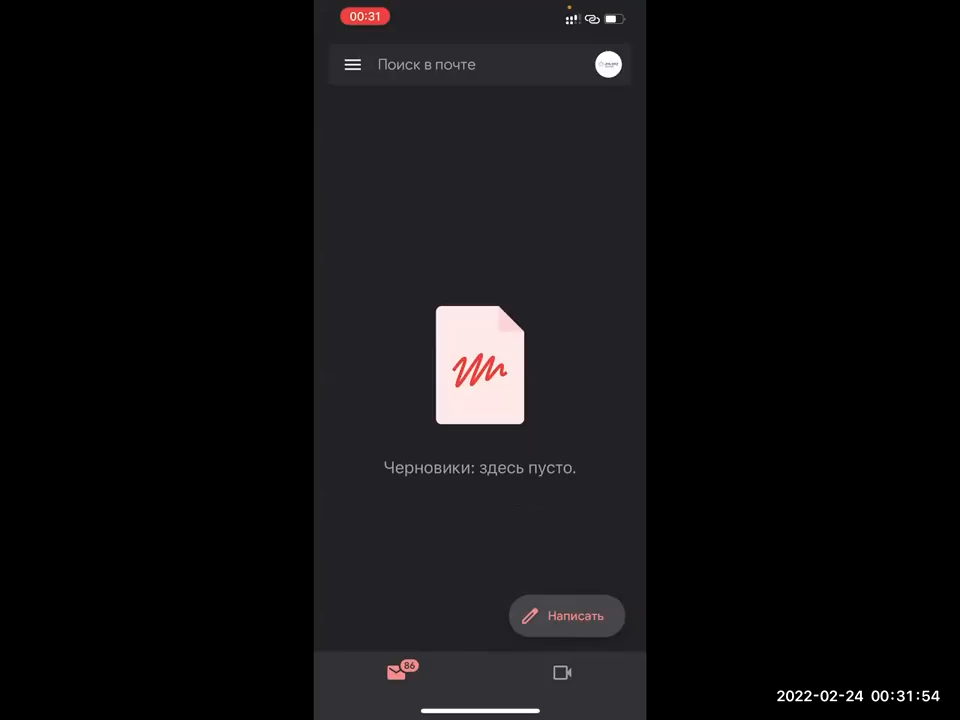 00:31
Поиск в почте
Черновики: здесь пусто.
Написать
86
2022-02-24 00:31:54